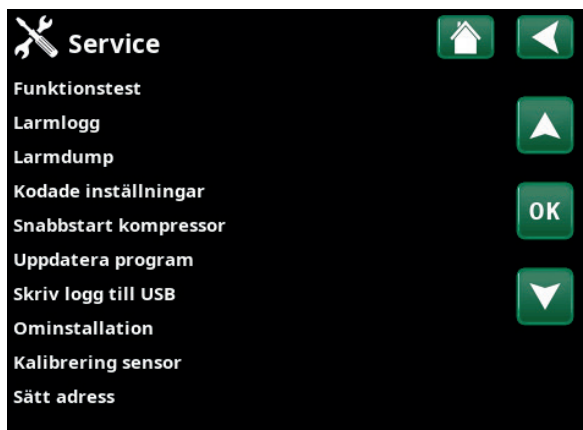 Service
Funktionstest
Larmlogg
Larmdump
Kodade inställningar
Snabbstart kompressor
OK
Uppdatera program
Skriv logg till USB
Ominstallation
Kalibrering sensor
Sätt adress